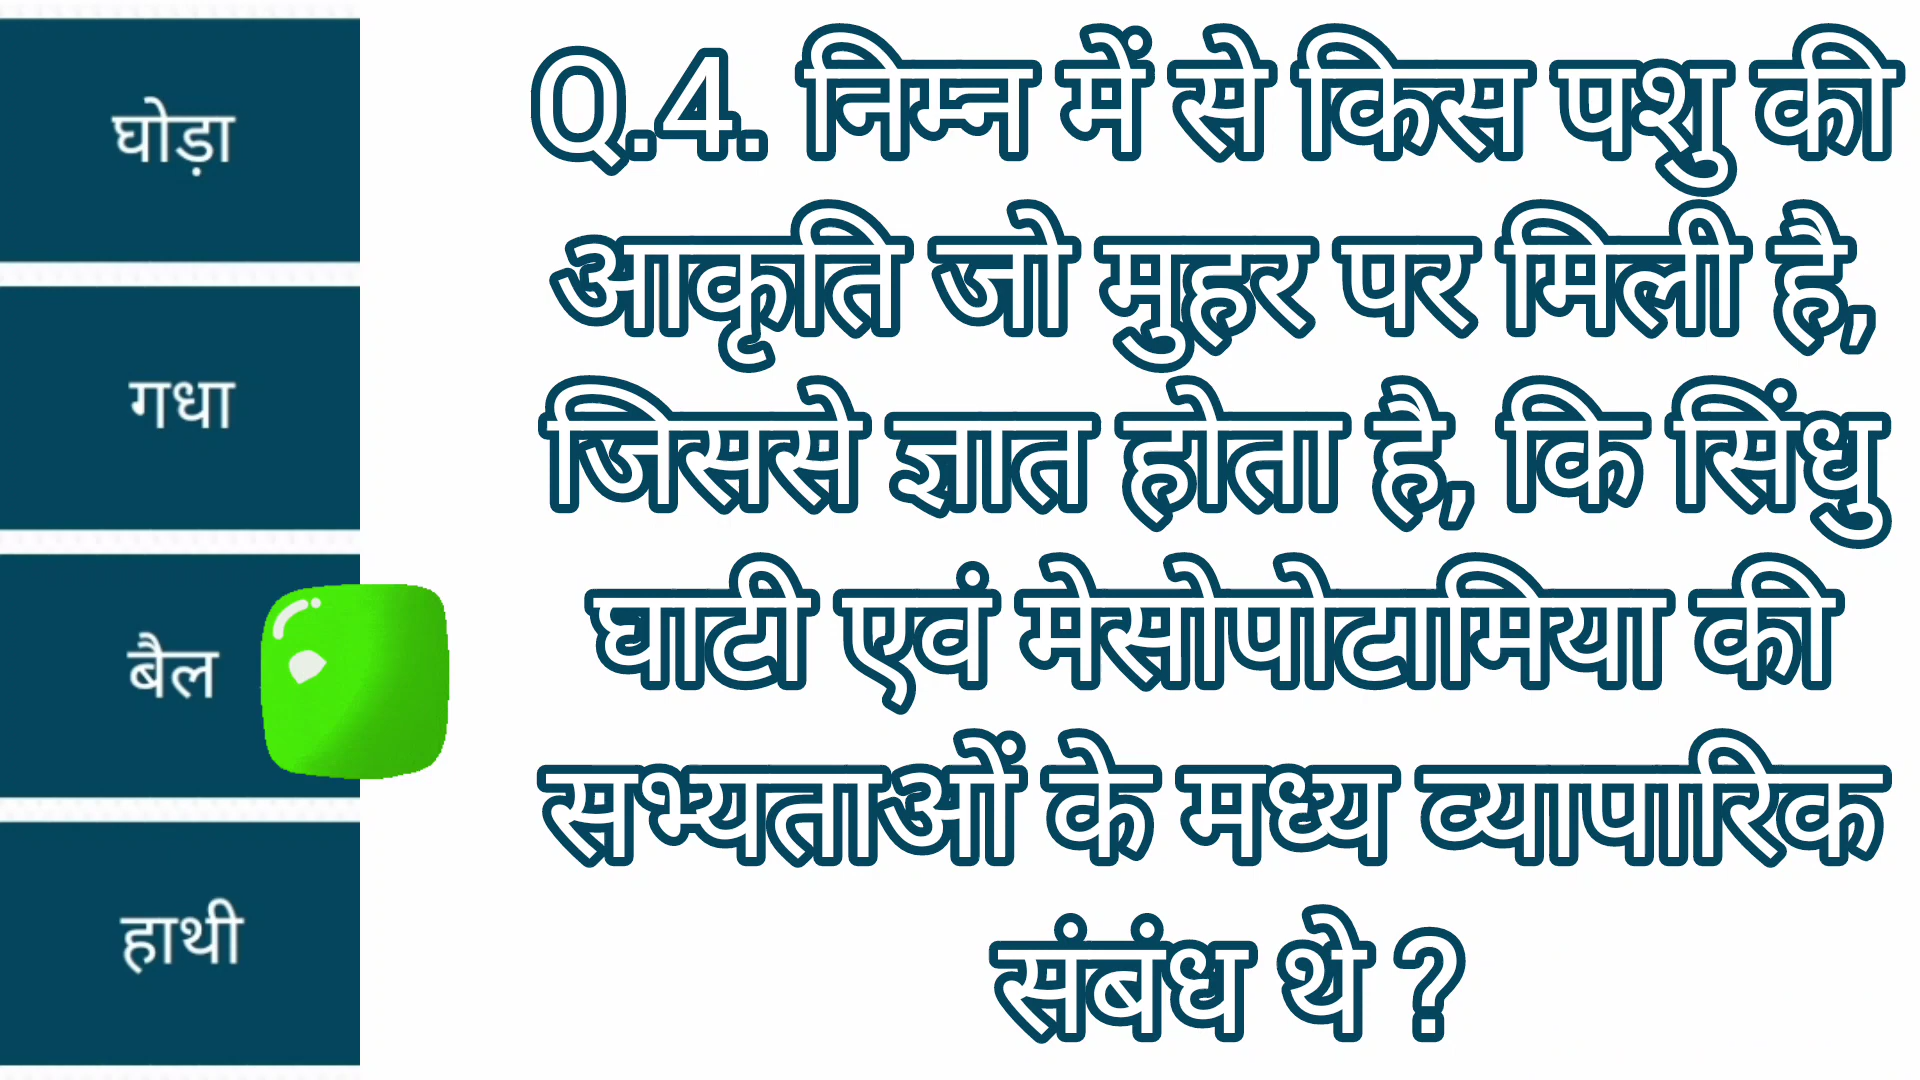 घोड़ा
गधा
बैल
हाथी
Q.4. निम्न में से किस पशु की
आकृति जो मुहर पर मिली है,
जिससे ज्ञात होता है, कि सिंधु
घाटी एवं मेसोपोटामिया की
सभ्यताओं के मध्य व्यापारिक
संबंध थे ?